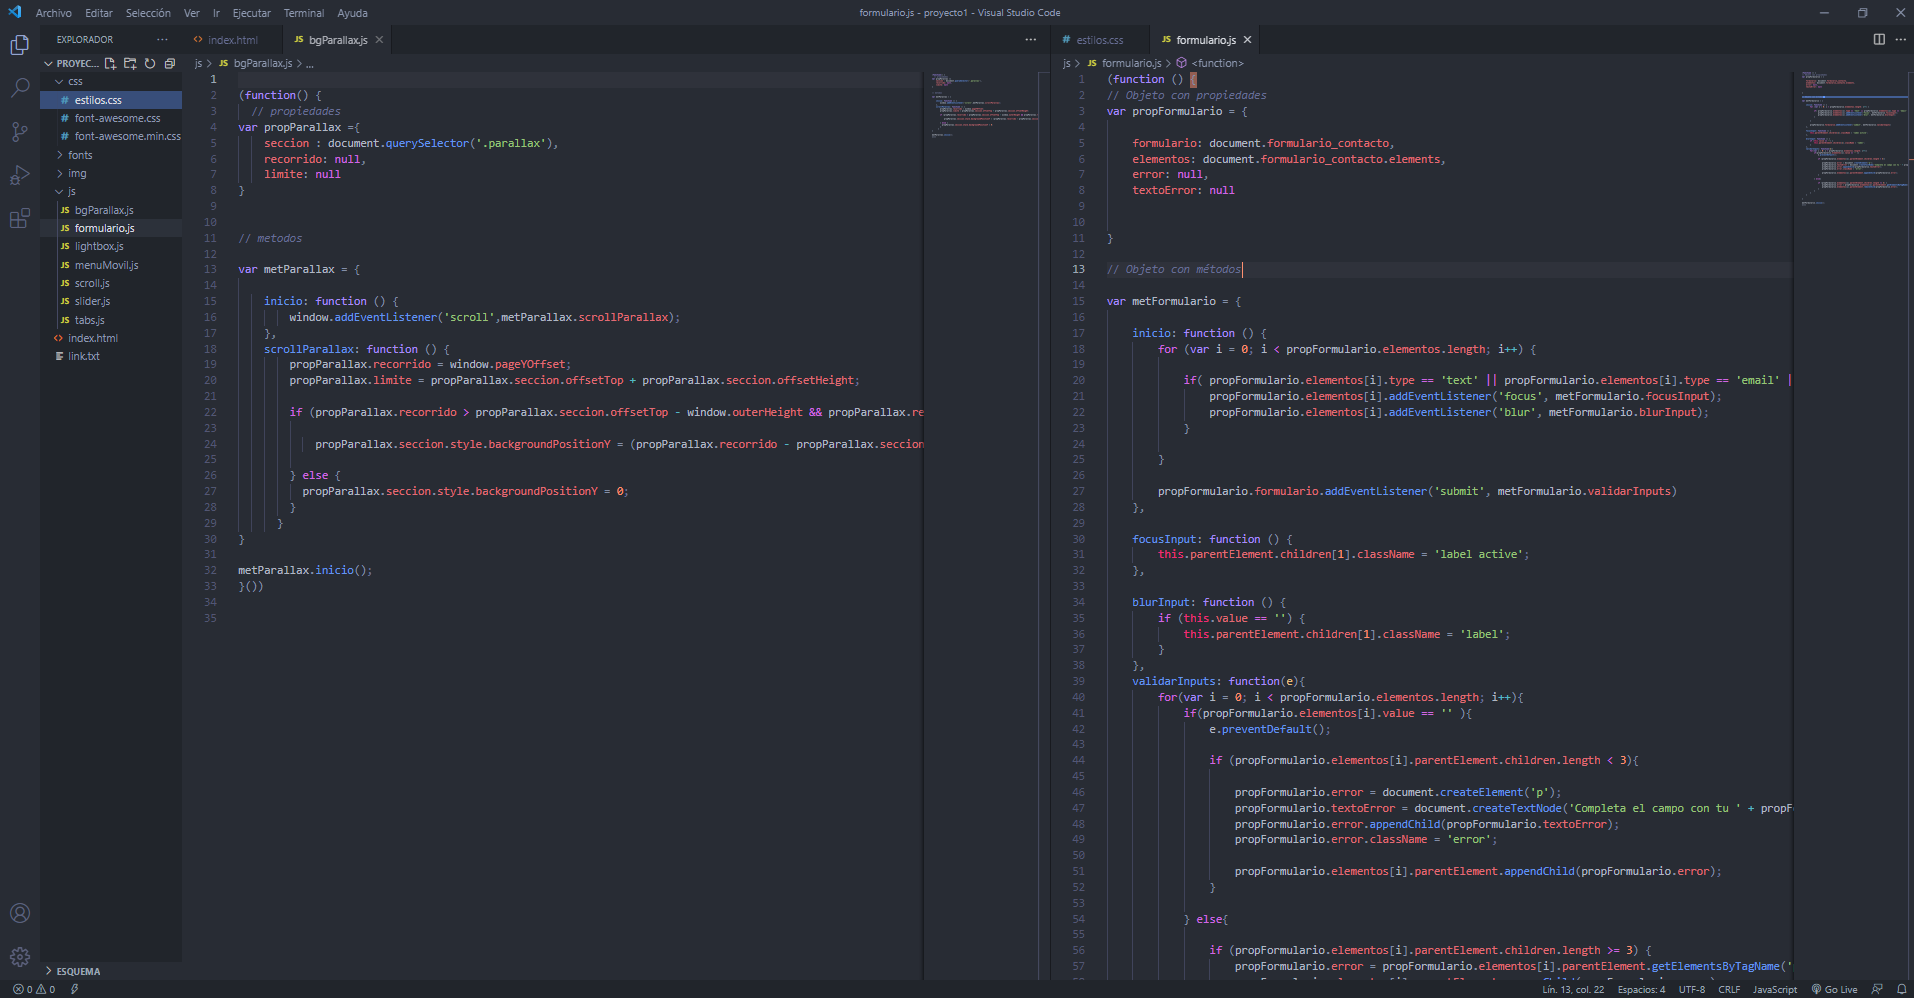 Archivo Editar Selección Ver Ir Ejecutar Terminal Ayuda
formulario.js - proyecto1 - Visual Studio Code
EXPLORADOR
PROYEC...
css
estilos.css
font-awesome.css
font-awesome.min.css
fonts
img
js
bgParallax.js
formulario.js
lightbox.js
menuMovil.js
scroll.js
slider.js
tabs.js
index.html
link.txt
ESQUEMA
index.html JS bgParallax.js
js > JS bgParallax.js > ...
1
2 (function() {
3 // propiedades
4 var propParallax ={
5 seccion : document.querySelector('.parallax'),
6 recorrido: null,
7 limite: null
8 }
9
10
11 // metodos
12
13 var metParallax = {
14
15 inicio: function () {
16 window.addEventListener('scroll',metParallax.scrollParallax);
17 },
18 scrollParallax: function () {
19 propParallax.recorrido = window.pageYOffset;
20 propParallax.limite = propParallax.seccion.offsetTop + propParallax.seccion.offsetHeight;
21
22 if (propParallax.recorrido > propParallax.seccion.offsetTop - window.outerHeight && propParallax.re
23
24 propParallax.seccion.style.backgroundPositionY = (propParallax.recorrido - propParallax.seccion
25
26 } else {
27 propParallax.seccion.style.backgroundPositionY = 0;
28 }
29 }
30 }
31
32 metParallax.inicio();
33 }())
34
35
# estilos.css JS formulario.js
js > JS formulario.js > <function>
1 (function () {
2 // Objeto con propiedades
3 var propFormulario = {
4
5 formulario: document.formulario_contacto,
6 elementos: document.formulario_contacto.elements,
7 error: null,
8 textoError: null
9
10
11 }
12
13 // Objeto con métodos
14
15 var metFormulario = {
16
17 inicio: function () {
18 for (var i = 0; i < propFormulario.elementos.length; i++) {
19
20 if( propFormulario.elementos[i].type == 'text' || propFormulario.elementos[i].type == 'email' |
21 propFormulario.elementos[i].addEventListener('focus', metFormulario.focusInput);
22 propFormulario.elementos[i].addEventListener('blur', metFormulario.blurInput);
23 }
24
25 }
26
27 propFormulario.formulario.addEventListener('submit', metFormulario.validarInputs)
28 },
29
30 focusInput: function () {
31 this.parentElement.children[1].className = 'label active';
32 },
33
34 blurInput: function () {
35 if (this.value == '') {
36 this.parentElement.children[1].className = 'label';
37 }
38 },
39 validarInputs: function(e){
40 for(var i = 0; i < propFormulario.elementos.length; i++){
41 if(propFormulario.elementos[i].value == '' ){
42 e.preventDefault();
43
44 if (propFormulario.elementos[i].parentElement.children.length < 3){
45
46 propFormulario.error = document.createElement('p');
47 propFormulario.textoError = document.createTextNode('Completa el campo con tu ' + propF
48 propFormulario.error.appendChild(propFormulario.textoError);
49 propFormulario.error.className = 'error';
50
51 propFormulario.elementos[i].parentElement.appendChild(propFormulario.error);
52 }
53
54 } else{
55
56 if (propFormulario.elementos[i].parentElement.children.length >= 3) {
57 propFormulario.error = propFormulario.elementos[i].parentElement.getElementsByTagName('
0 0
Lín. 13, col. 22 Espacios: 4 UTF-8 CRLF JavaScript Go Live